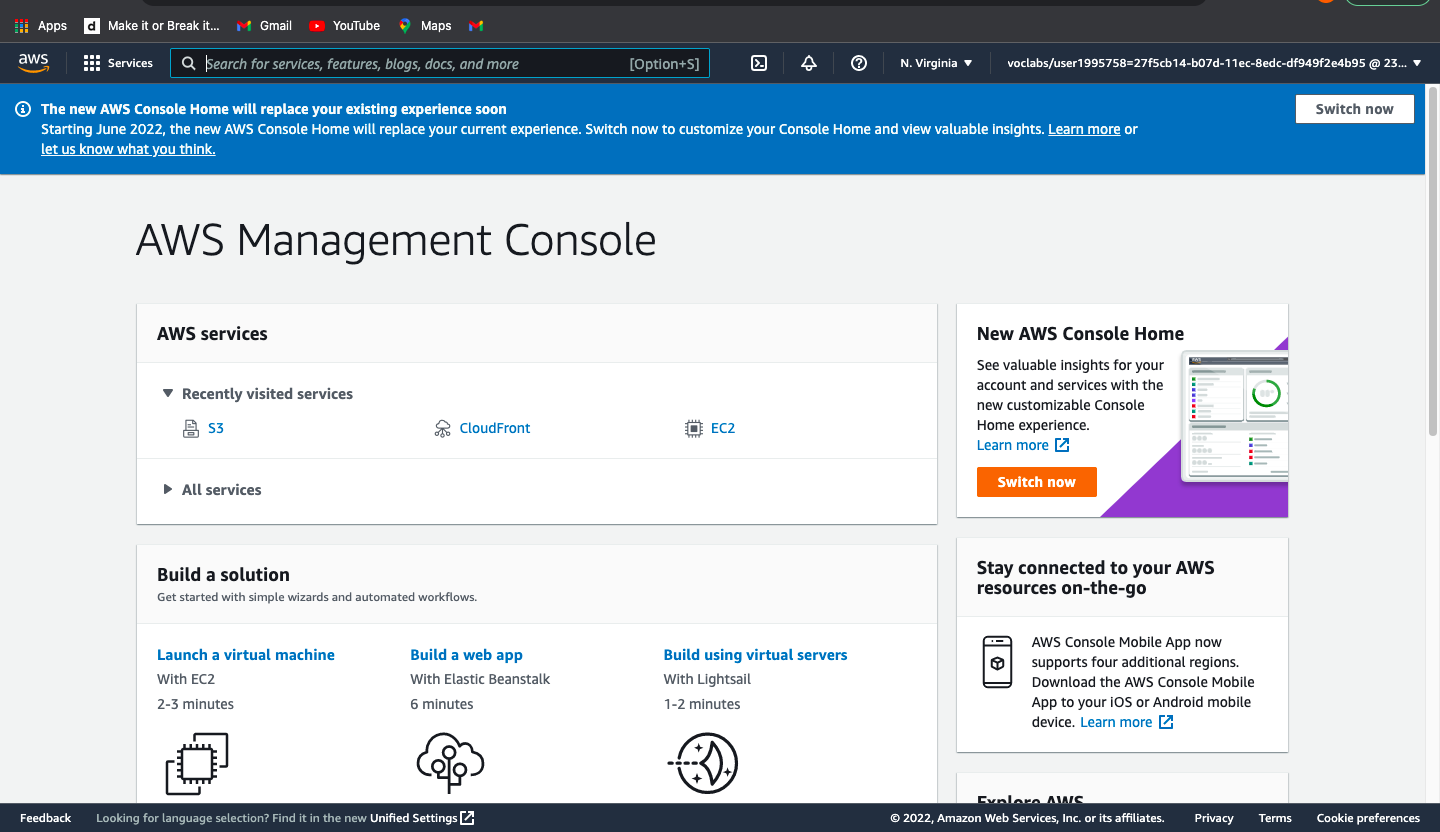 Apps
Make it or Break it...
Gmail
YouTube
Maps
aws
Services
Search for services, features, blogs, docs, and more
[Option+S]
N. Virginia
voclabs/user1995758=27f5cb14-b07d-11ec-8edc-df949f2e4b95 @ 23...
The new AWS Console Home will replace your existing experience soon
Starting June 2022, the new AWS Console Home will replace your current experience. Switch now to customize your Console Home and view valuable insights. Learn more or
let us know what you think.
Switch now
AWS Management Console
AWS services
Recently visited services
S3
CloudFront
EC2
All services
New AWS Console Home
See valuable insights for your
account and services with the
new customizable Console
Home experience.
Learn more
Switch now
Build a solution
Get started with simple wizards and automated workflows.
Launch a virtual machine
With EC2
2-3 minutes
Build a web app
With Elastic Beanstalk
6 minutes
Build using virtual servers
With Lightsail
1-2 minutes
Stay connected to your AWS
resources on-the-go
AWS Console Mobile App now
supports four additional regions.
Download the AWS Console Mobile
App to your iOS or Android mobile
device. Learn more
Explore AWS
Feedback
Looking for language selection? Find it in the new Unified Settings
© 2022, Amazon Web Services, Inc. or its affiliates.
Privacy
Terms
Cookie preferences